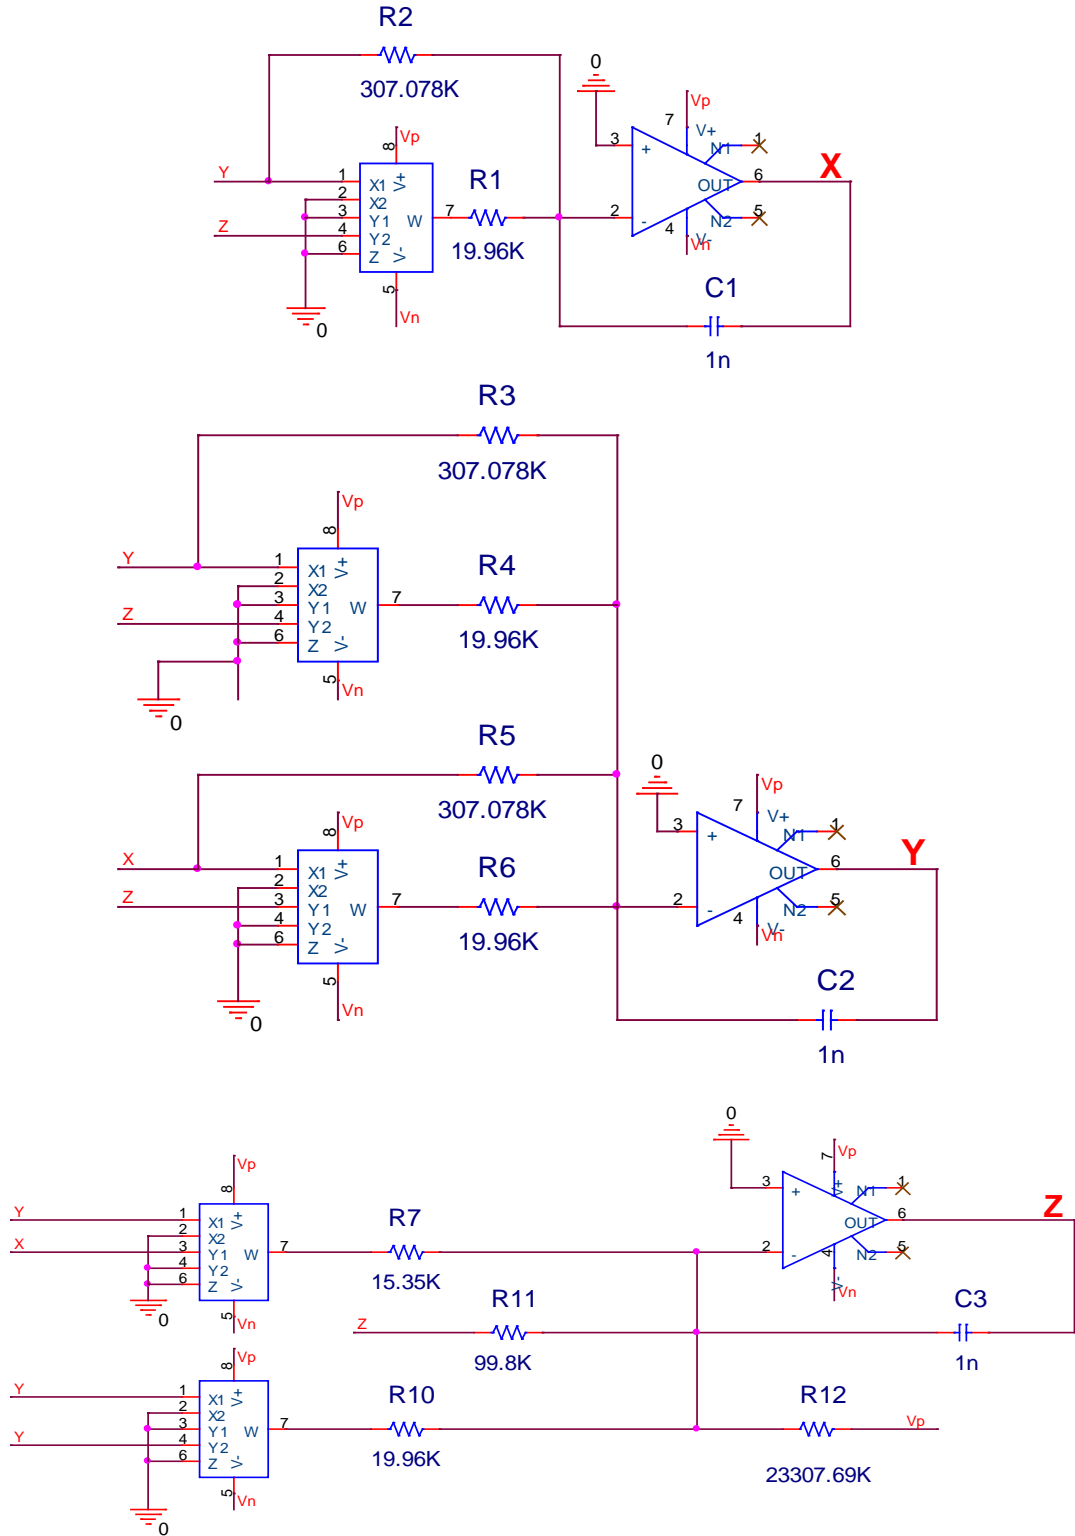 R2
307.078K
0
Vp
7
V+
N1
1
3
+
X
Vp
8
Y
1
X1
V+
2
X2
R1
OUT
6
3
Y1
W
7
2
-
N2
5
Z
4
Y2
4
V-
Vn
6
Z
V-
19.96K
5
Vn
0
C1
1n
R3
307.078K
Vp
8
Y
1
X1
V+
R4
2
X2
3
Y1
W
7
Z
4
Y2
6
Z
V-
19.96K
5
Vn
0
R5
307.078K
0
Vp
7
V+
N1
1
3
+
Vp
8
X
1
X1
V+
R6
OUT
6
Y
2
X2
Z
3
Y1
W
7
2
-
N2
5
4
Y2
4
V-
Vn
6
Z
V-
19.96K
5
Vn
0
C2
1n
0
Vp
7
V+
N1
1
3
+
Vp
8
Y
1
X1
V+
R7
OUT
6
Z
2
X2
X
3
Y1
W
7
2
-
N2
5
4
Y2
4
V-
Vn
6
Z
V-
15.35K
5
Vn
0
R11
C3
Z
99.8K
1n
Vp
8
Y
1
X1
V+
R10
R12
2
X2
3
Y1
W
7
Vp
Y
4
Y2
6
Z
V-
19.96K
23307.69K
5
Vn
0